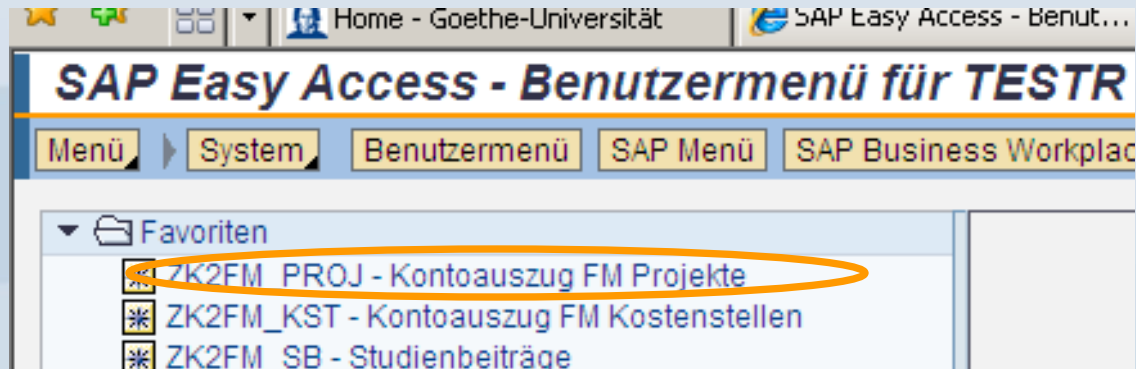 Home - Goethe-Universität SAP Easy Access - Benut...
SAP Easy Access - Benutzermenü für TESTR
Menü System Benutzermenü SAP Menü SAP Business Workplac
Favoriten
ZK2FM_PROJ - Kontoauszug FM Projekte
ZK2FM_KST - Kontoauszug FM Kostenstellen
ZK2FM_SB - Studienbeiträge